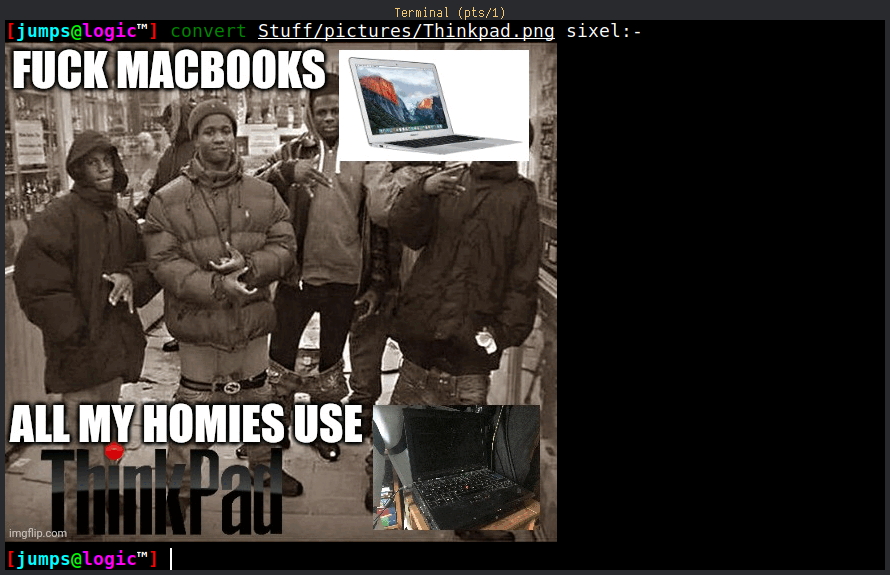 Terminal (pts/1)
[jumps@logic™] convert Stuff/pictures/Thinkpad.png sixel:-
FUCK MACBOOKS
ALL MY HOMIES USE
ThinkPad
imgflip.com
[jumps@logic™]